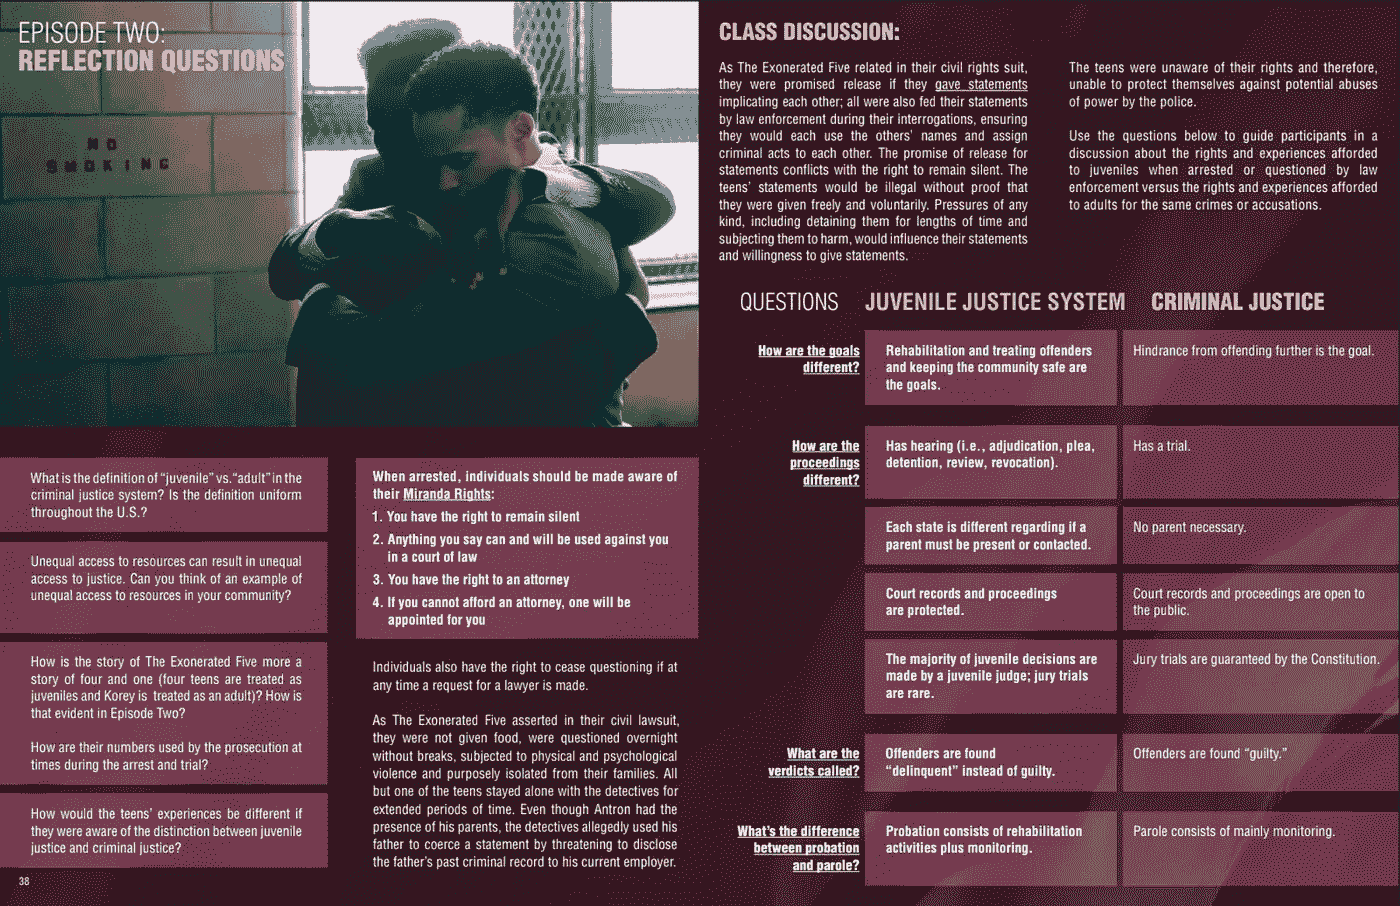 EPISODE TWO:
REFLECTION QUESTIONS
NO
SMOKING
What is the definition of “juvenile” vs.“adult” in the
criminal justice system? Is the definition uniform
throughout the U.S.?
Unequal access to resources can result in unequal
access to justice. Can you think of an example of
unequal access to resources in your community?
How is the story of The Exonerated Five more a
story of four and one (four teens are treated as
juveniles and Korey is treated as an adult)? How is
that evident in Episode Two?
How are their numbers used by the prosecution at
times during the arrest and trial?
How would the teens’ experiences be different if
they were aware of the distinction between juvenile
justice and criminal justice?
38
When arrested, individuals should be made aware of
their Miranda Rights:
1. You have the right to remain silent
2. Anything you say can and will be used against you
in a court of law
3. You have the right to an attorney
4. If you cannot afford an attorney, one will be
appointed for you
Individuals also have the right to cease questioning if at
any time a request for a lawyer is made.
As The Exonerated Five asserted in their civil lawsuit,
they were not given food, were questioned overnight
without breaks, subjected to physical and psychological
violence and purposely isolated from their families. All
but one of the teens stayed alone with the detectives for
extended periods of time. Even though Antron had the
presence of his parents, the detectives allegedly used his
father to coerce a statement by threatening to disclose
the father’s past criminal record to his current employer.
CLASS DISCUSSION:
As The Exonerated Five related in their civil rights suit,
they were promised release if they gave statements
implicating each other; all were also fed their statements
by law enforcement during their interrogations, ensuring
they would each use the others’ names and assign
criminal acts to each other. The promise of release for
statements conflicts with the right to remain silent. The
teens’ statements would be illegal without proof that
they were given freely and voluntarily. Pressures of any
kind, including detaining them for lengths of time and
subjecting them to harm, would influence their statements
and willingness to give statements.
The teens were unaware of their rights and therefore,
unable to protect themselves against potential abuses
of power by the police.
Use the questions below to guide participants in a
discussion about the rights and experiences afforded
to juveniles when arrested or questioned by law
enforcement versus the rights and experiences afforded
to adults for the same crimes or accusations.
QUESTIONS JUVENILE JUSTICE SYSTEM CRIMINAL JUSTICE
How are the goals
different?
Rehabilitation and treating offenders
and keeping the community safe are
the goals.
Hindrance from offending further is the goal.
How are the
proceedings
different?
Has hearing (i.e., adjudication, plea,
detention, review, revocation).
Has a trial.
Each state is different regarding if a
parent must be present or contacted.
No parent necessary.
Court records and proceedings
are protected.
Court records and proceedings are open to
the public.
The majority of juvenile decisions are
made by a juvenile judge; jury trials
are rare.
Jury trials are guaranteed by the Constitution.
What are the
verdicts called?
Offenders are found
“delinquent” instead of guilty.
Offenders are found “guilty.”
What’s the difference
between probation
and parole?
Probation consists of rehabilitation
activities plus monitoring.
Parole consists of mainly monitoring.